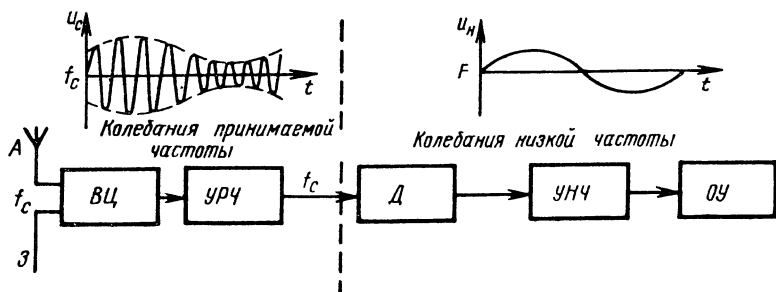 u_c
f_c
t
u_н
F
t
Колебания принимаемой
частоты
Колебания низкой частоты
А
f_c
З
ВЦ
УРЧ
f_c
Д
УНЧ
ОУ